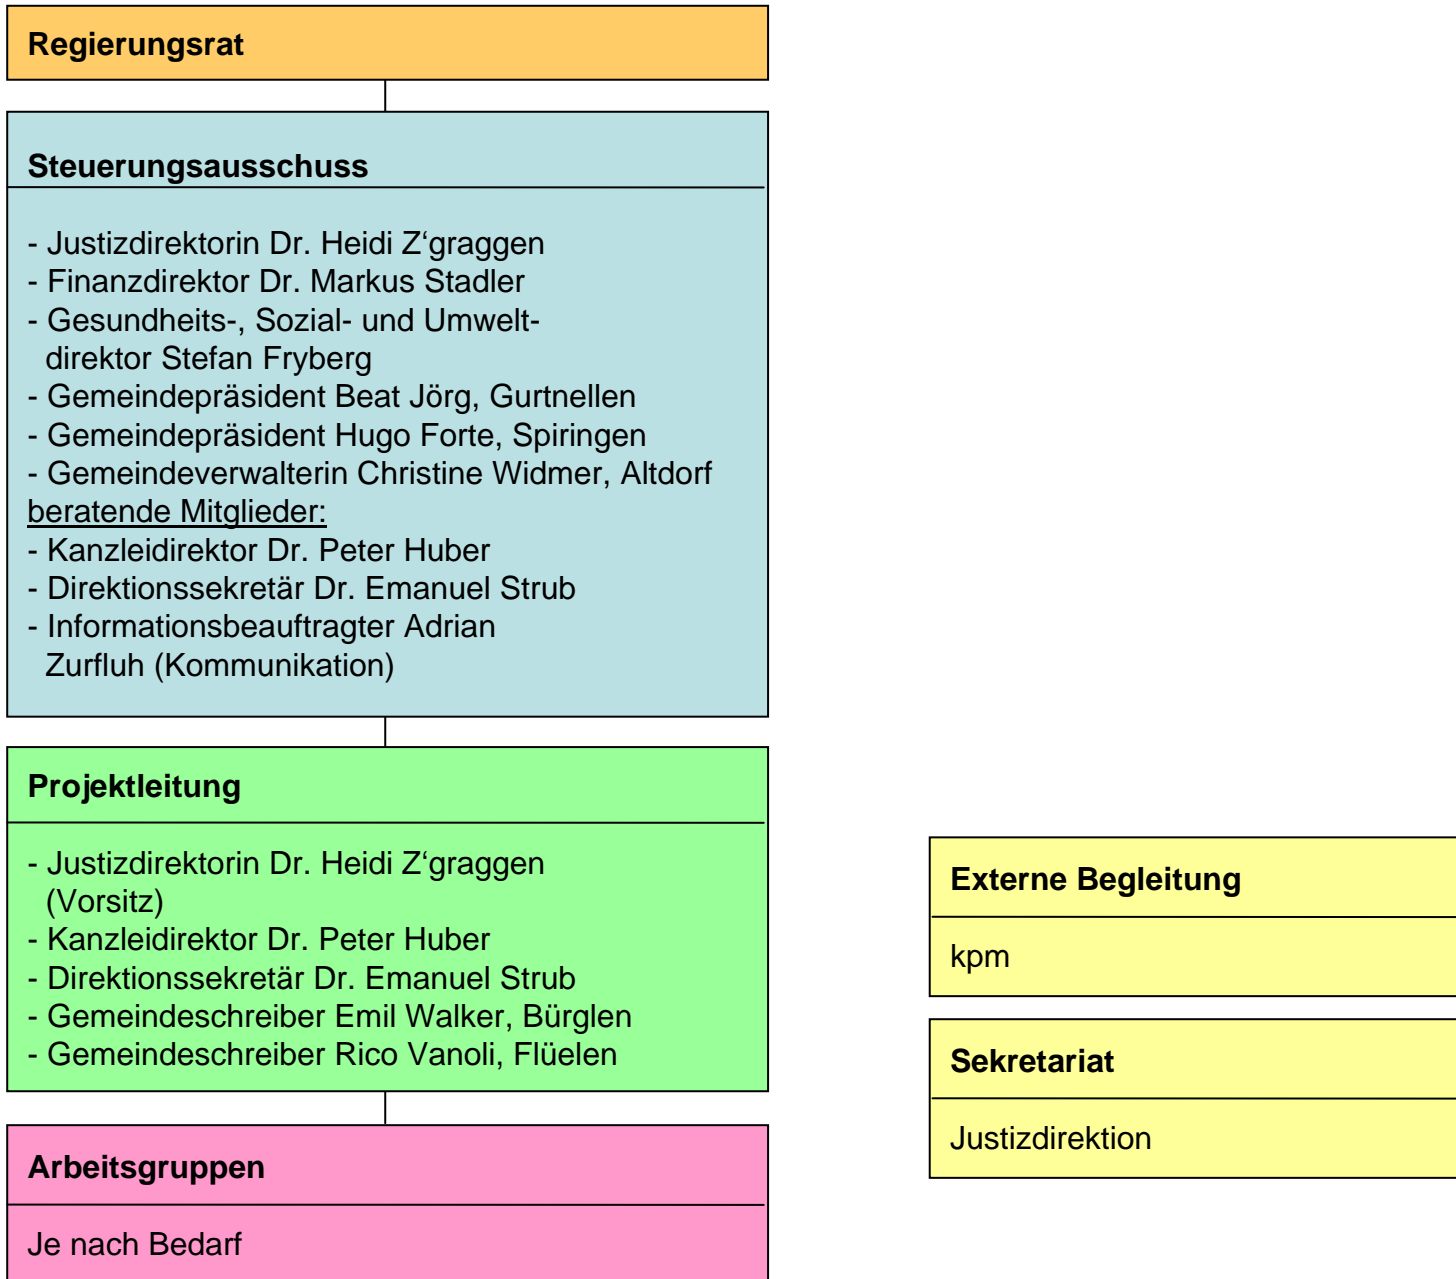 Regierungsrat
Steuerungsausschuss
- Justizdirektorin Dr. Heidi Z‘graggen
- Finanzdirektor Dr. Markus Stadler
- Gesundheits-, Sozial- und Umwelt-
direktor Stefan Fryberg
- Gemeindepräsident Beat Jörg, Gurtnellen
- Gemeindepräsident Hugo Forte, Spiringen
- Gemeindeverwalterin Christine Widmer, Altdorf
beratende Mitglieder:
- Kanzleidirektor Dr. Peter Huber
- Direktionssekretär Dr. Emanuel Strub
- Informationsbeauftragter Adrian
Zurfluh (Kommunikation)
Projektleitung
- Justizdirektorin Dr. Heidi Z‘graggen
(Vorsitz)
- Kanzleidirektor Dr. Peter Huber
- Direktionssekretär Dr. Emanuel Strub
- Gemeindeschreiber Emil Walker, Bürglen
- Gemeindeschreiber Rico Vanoli, Flüelen
Externe Begleitung
kpm
Sekretariat
Justizdirektion
Arbeitsgruppen
Je nach Bedarf